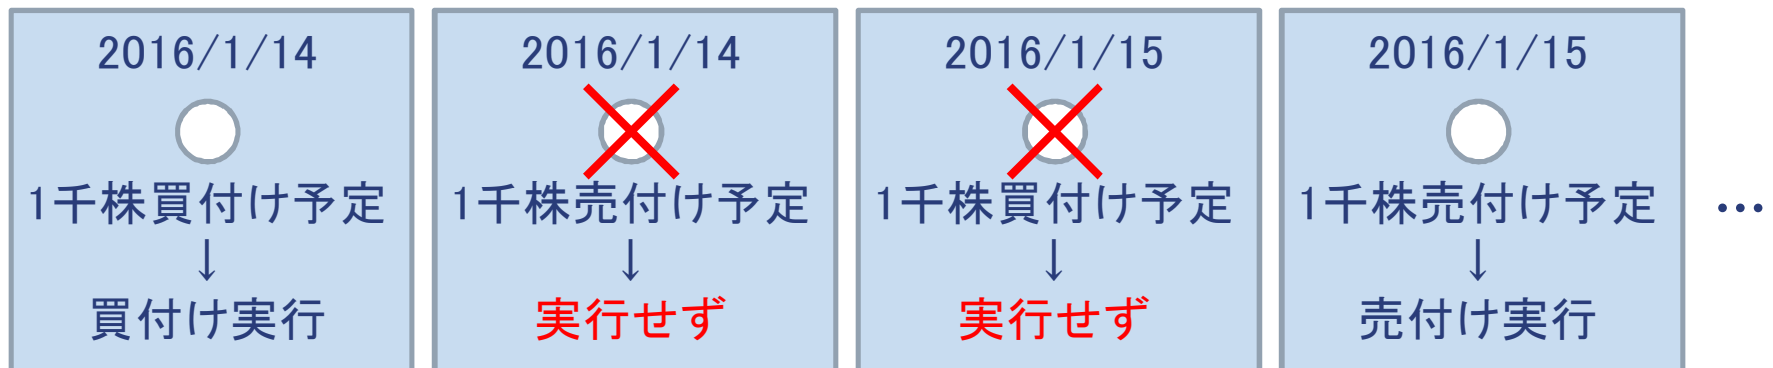 2016/1/14
1千株買付け予定
↓
買付け実行
2016/1/14
1千株売付け予定
↓
実行せず
2016/1/15
1千株買付け予定
↓
実行せず
2016/1/15
1千株売付け予定
↓
売付け実行
…